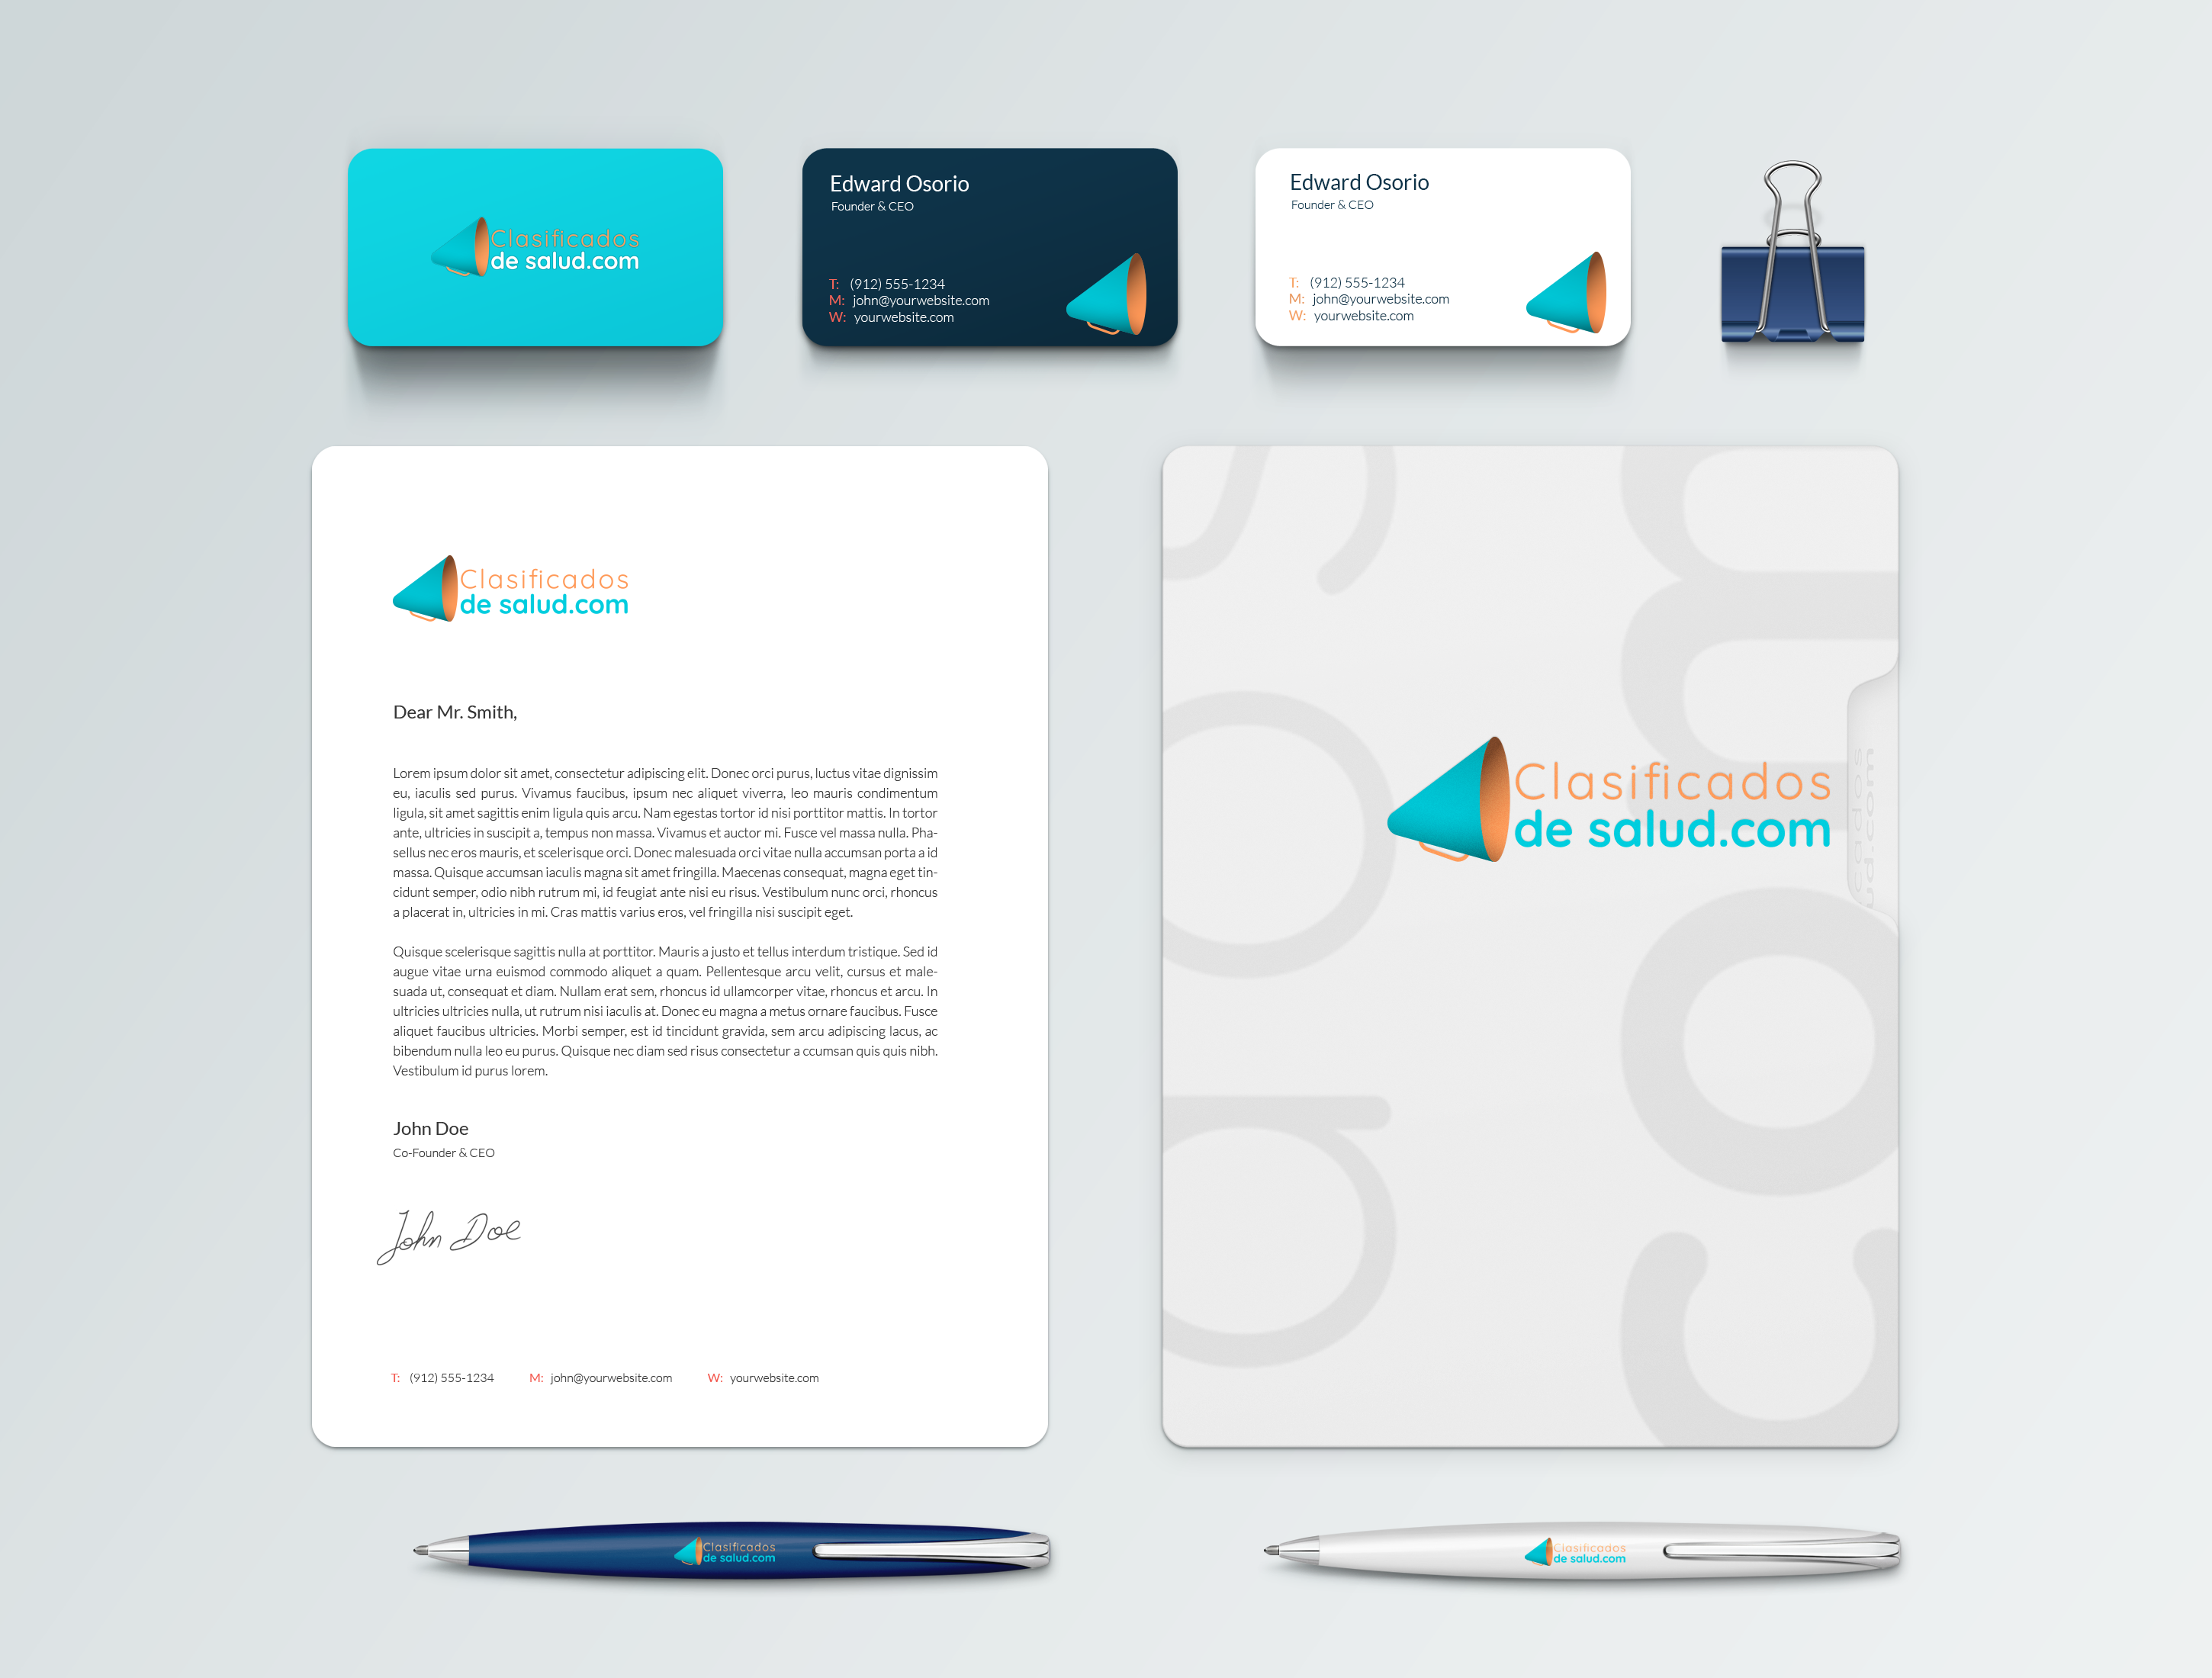 Clasificados
de salud.com
Edward Osorio
Founder & CEO
T: (912) 555-1234
M: john@yourwebsite.com
W: yourwebsite.com
Edward Osorio
Founder & CEO
T: (912) 555-1234
M: john@yourwebsite.com
W: yourwebsite.com
Clasificados
de salud.com
Dear Mr. Smith,
Lorem ipsum dolor sit amet, consectetur adipiscing elit. Donec orci purus, luctus vitae dignissim
eu, iaculis sed purus. Vivamus faucibus, ipsum nec aliquet viverra, leo mauris condimentum
ligula, sit amet sagittis enim ligula quis arcu. Nam egestas tortor id nisi porttitor mattis. In tortor
ante, ultricies in suscipit a, tempus non massa. Vivamus et auctor mi. Fusce vel massa nulla. Pha-
sellus nec eros mauris, et scelerisque orci. Donec malesuada orci vitae nulla accumsan porta a id
massa. Quisque accumsan iaculis magna sit amet fringilla. Maecenas consequat, magna eget tin-
cidunt semper, odio nibh rutrum mi, id feugiat ante nisi eu risus. Vestibulum nunc orci, rhoncus
a placerat in, ultricies in mi. Cras mattis varius eros, vel fringilla nisi suscipit eget.
Quisque scelerisque sagittis nulla at porttitor. Mauris a justo et tellus interdum tristique. Sed id
augue vitae urna euismod commodo aliquet a quam. Pellentesque arcu velit, cursus et male-
suada ut, consequat et diam. Nullam erat sem, rhoncus id ullamcorper vitae, rhoncus et arcu. In
ultricies ultricies nulla, ut rutrum nisi iaculis at. Donec eu magna a metus ornare faucibus. Fusce
aliquet faucibus ultricies. Morbi semper, est id tincidunt gravida, sem arcu adipiscing lacus, ac
bibendum nulla leo eu purus. Quisque nec diam sed risus consectetur a ccumsan quis quis nibh.
Vestibulum id purus lorem.
John Doe
Co-Founder & CEO
John Doe
T: (912) 555-1234 M: john@yourwebsite.com W: yourwebsite.com
Clasificados
de salud.com
cados
ud.com
ados
com
Clasificados
de salud.com
Clasificados
de salud.com